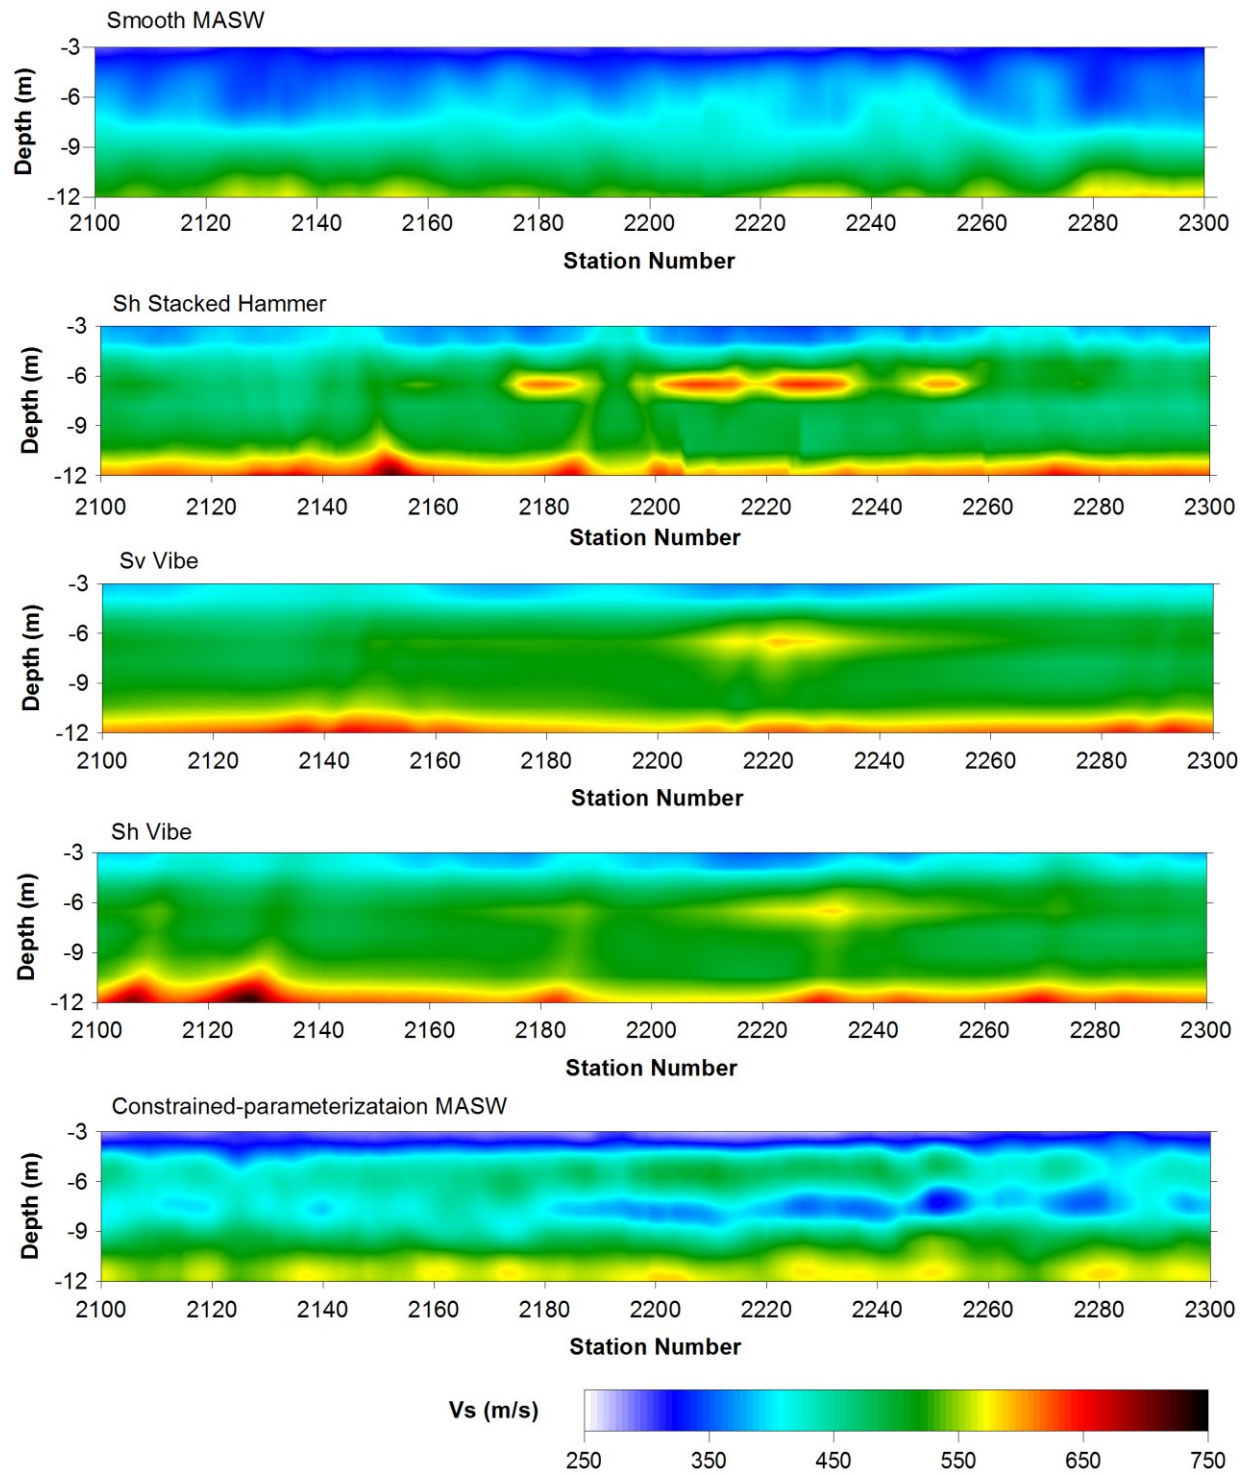 Smooth MASW
Depth (m)
-3
-6
-9
-12
2100 2120 2140 2160 2180 2200 2220 2240 2260 2280 2300
Station Number
Sh Stacked Hammer
Depth (m)
-3
-6
-9
-12
2100 2120 2140 2160 2180 2200 2220 2240 2260 2280 2300
Station Number
Sv Vibe
Depth (m)
-3
-6
-9
-12
2100 2120 2140 2160 2180 2200 2220 2240 2260 2280 2300
Station Number
Sh Vibe
Depth (m)
-3
-6
-9
-12
2100 2120 2140 2160 2180 2200 2220 2240 2260 2280 2300
Station Number
Constrained-parameterizataion MASW
Depth (m)
-3
-6
-9
-12
2100 2120 2140 2160 2180 2200 2220 2240 2260 2280 2300
Station Number
Vs (m/s)
250 350 450 550 650 750